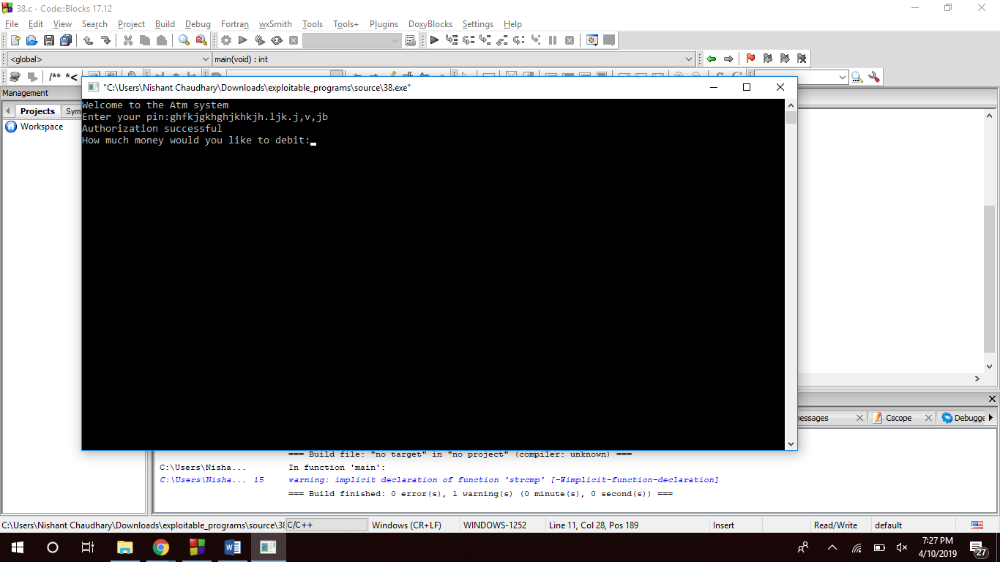 38.c - Code::Blocks 17.12
File Edit View Search Project Build Debug Fortran wxSmith Tools Tools+ Plugins DoxyBlocks Settings Help
<global> main(void) : int
/** *<
"C:\Users\Nishant Chaudhary\Downloads\exploitable_programs\source\38.exe"
Management
Projects Sym
Workspace
Welcome to the Atm system
Enter your pin:ghfkjgkhghjkhkjh.ljk.j,v,jb
Authorization successful
How much money would you like to debit:
essages Cscope Debugge
=== Build file: "no target" in "no project" (compiler: unknown) ===
C:\Users\Nisha... In function 'main':
C:\Users\Nisha... 15 warning: implicit declaration of function 'strcmp' [-Wimplicit-function-declaration]
=== Build finished: 0 error(s), 1 warning(s) (0 minute(s), 0 second(s)) ===
C:\Users\Nishant Chaudhary\Downloads\exploitable_programs\source\38 C/C++ Windows (CR+LF) WINDOWS-1252 Line 11, Col 28, Pos 189 Insert Read/Write default
7:27 PM
4/10/2019
27